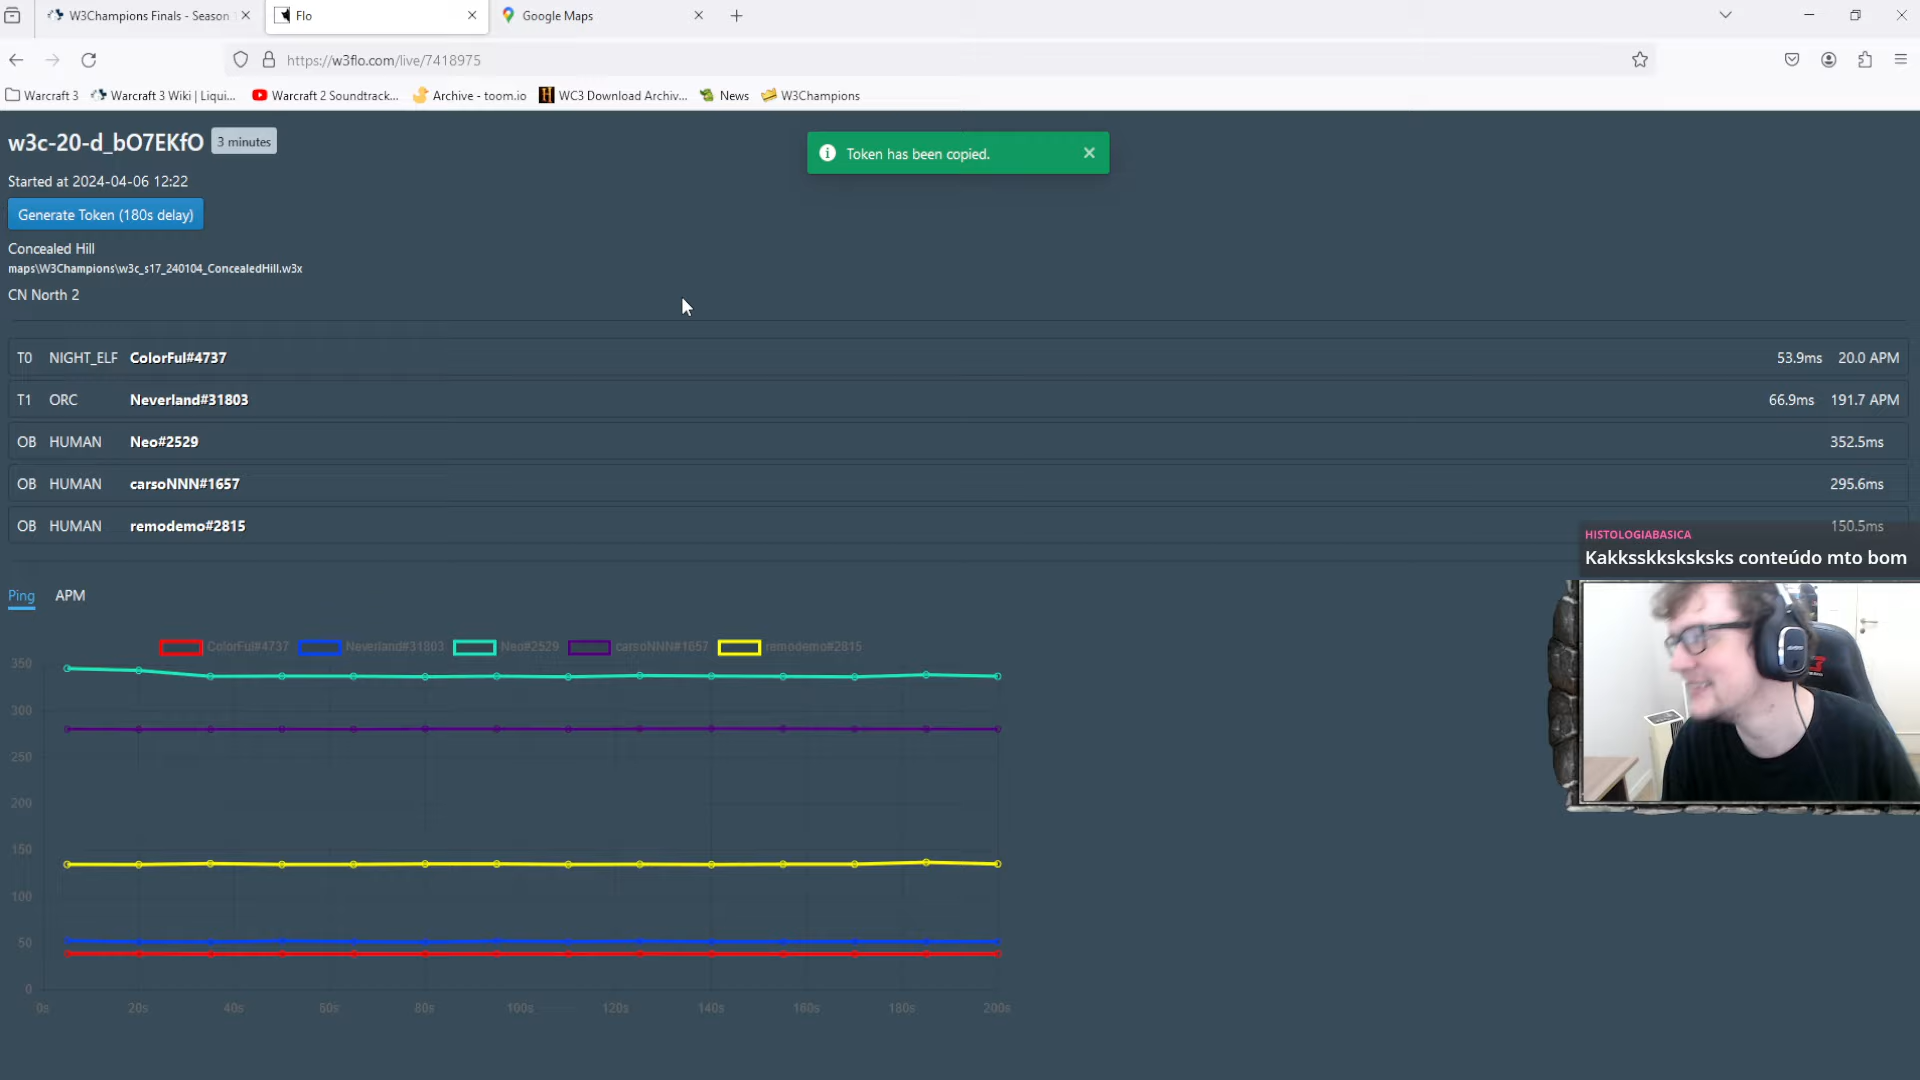 W3Champions Finals - Season
Flo
Google Maps
https://w3flo.com/live/7418975
Warcraft 3
Warcraft 3 Wiki | Liqui...
Warcraft 2 Soundtrack...
Archive - toom.io
WC3 Download Archiv...
News
W3Champions
w3c-20-d_bO7EKfO 3 minutes
Token has been copied.
Started at 2024-04-06 12:22
Generate Token (180s delay)
Concealed Hill
maps\W3Champions\w3c_s17_240104_ConcealedHill.w3x
CN North 2
T0 NIGHT_ELF ColorFul#4737 53.9ms 20.0 APM
T1 ORC Neverland#31803 66.9ms 191.7 APM
OB HUMAN Neo#2529 352.5ms
OB HUMAN carsoNNN#1657 295.6ms
OB HUMAN remodemo#2815 150.5ms
HISTOLOGIABASICA
Kakksskksksksks conteúdo mto bom
Ping APM
ColorFul#4737 Neverland#31803 Neo#2529 carsoNNN#1657 remodemo#2815
350
300
250
200
150
100
50
0
0s 20s 40s 60s 80s 100s 120s 140s 160s 180s 200s